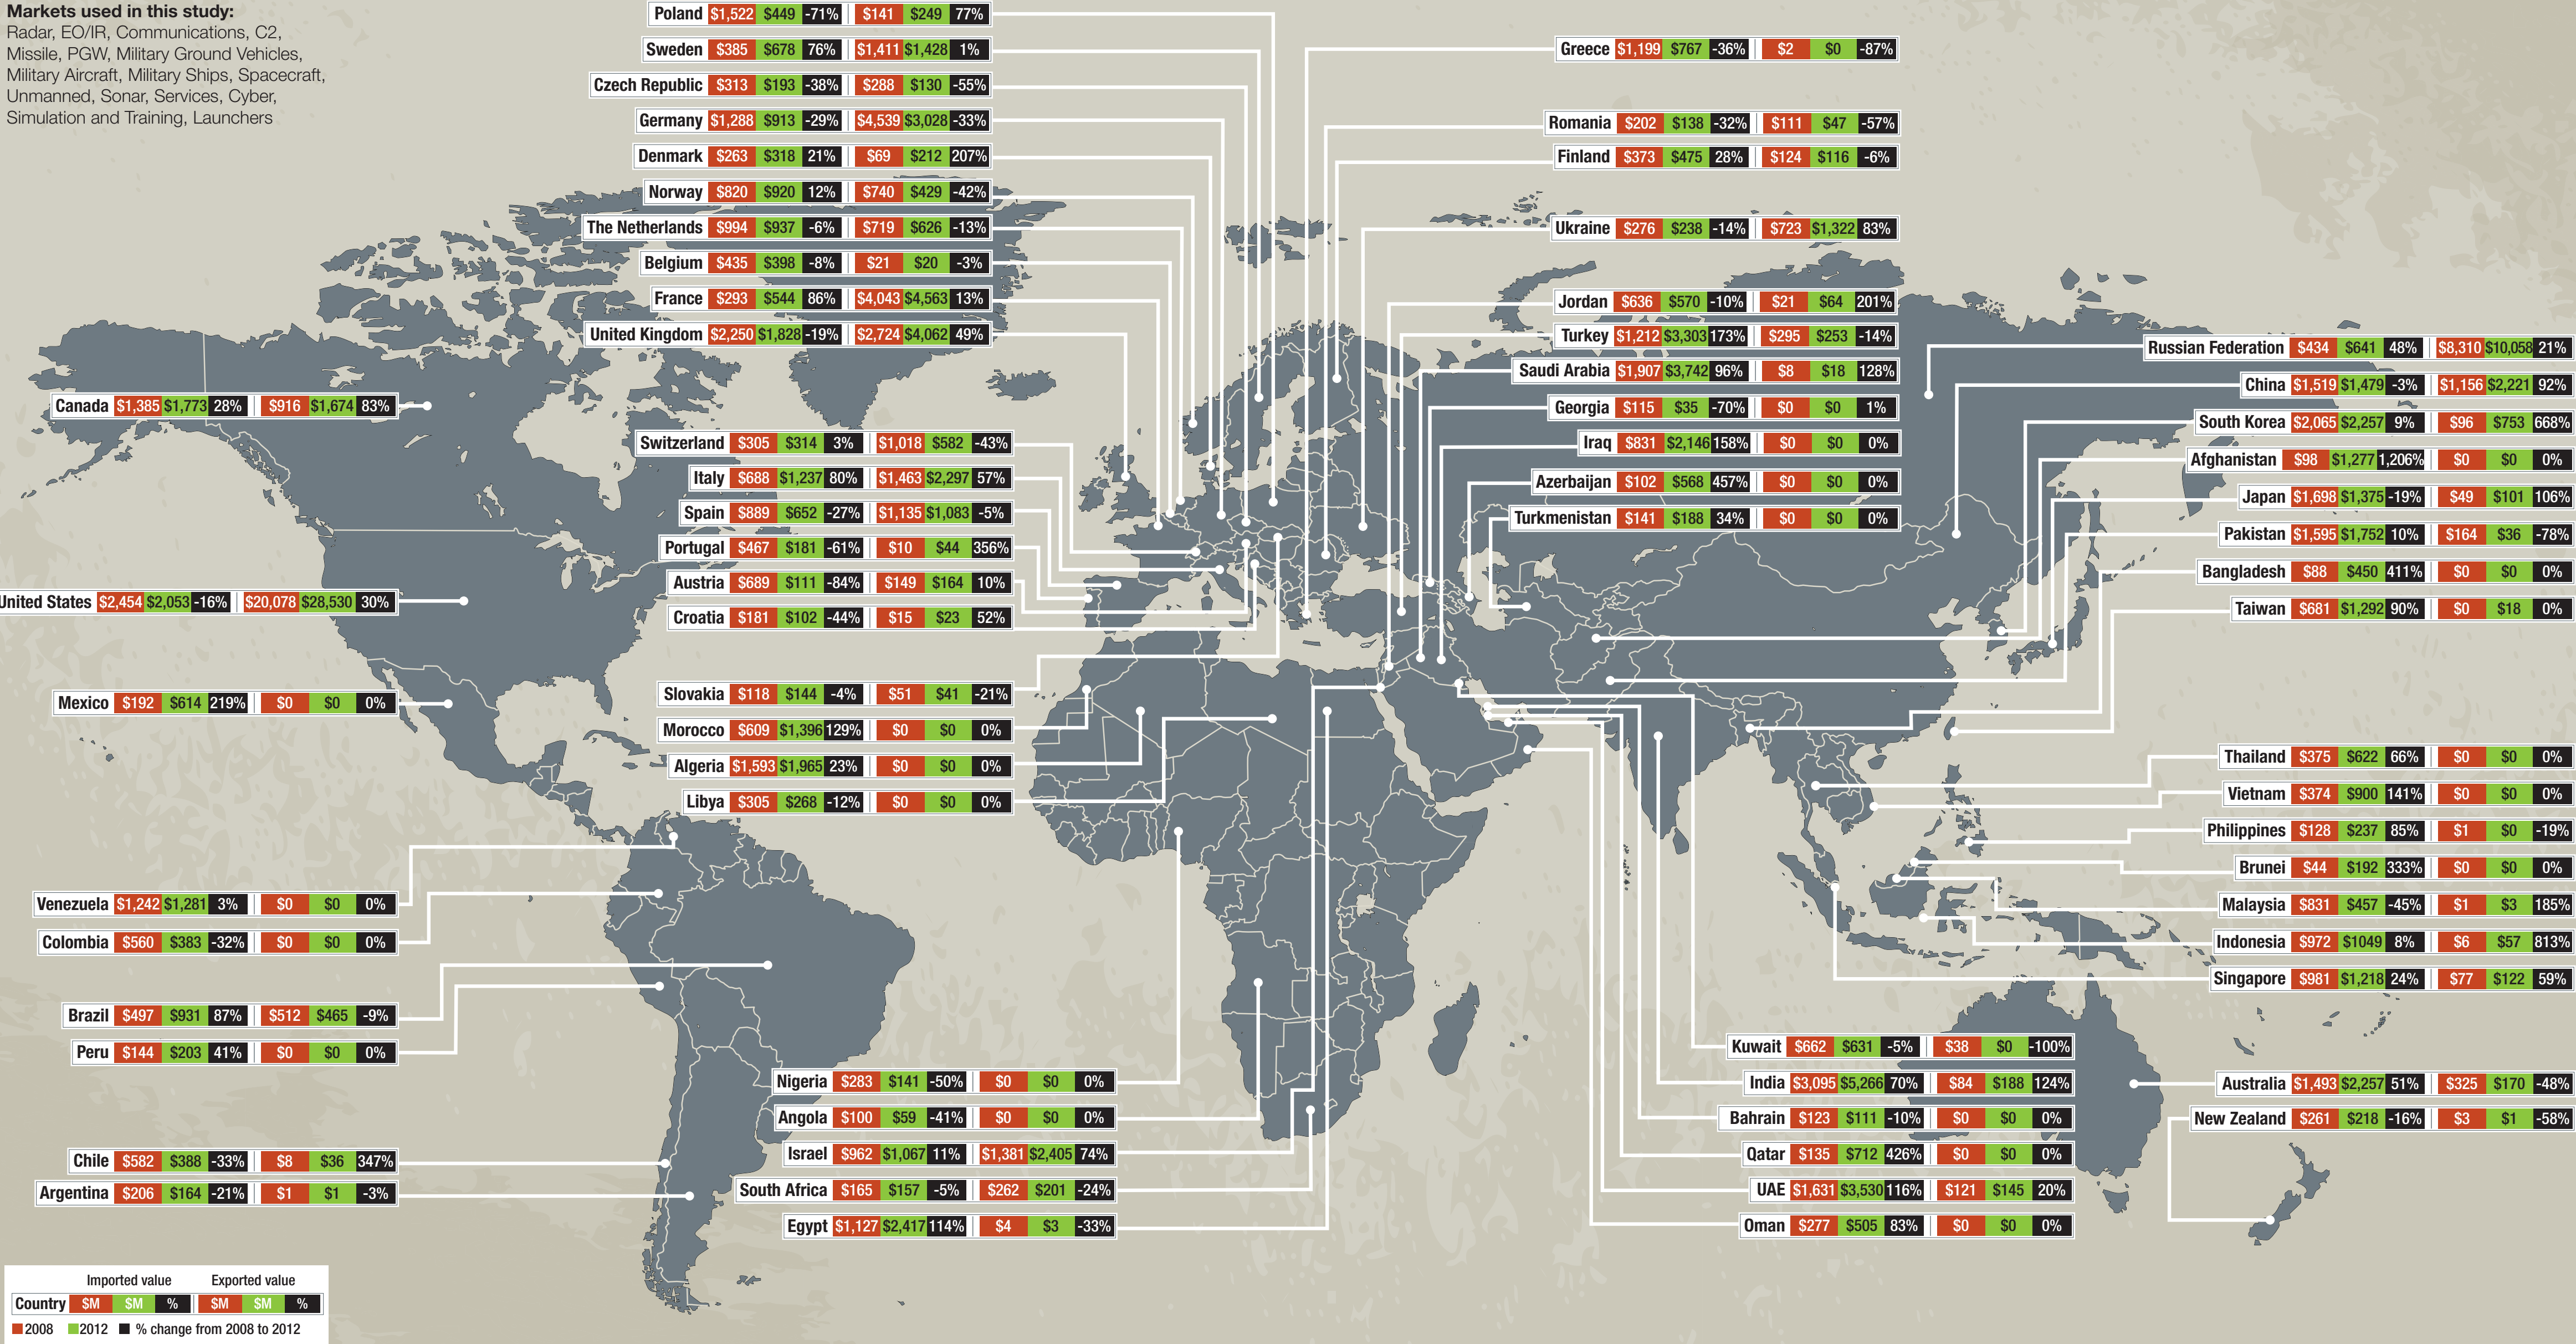 Markets used in this study:
Radar, EO/IR, Communications, C2,
Missile, PGW, Military Ground Vehicles,
Military Aircraft, Military Ships, Spacecraft,
Unmanned, Sonar, Services, Cyber,
Simulation and Training, Launchers
Poland $1,522 $449 -71% $141 $249 77%
Sweden $385 $678 76% $1,411 $1,428 1%
Czech Republic $313 $193 -38% $288 $130 -55%
Germany $1,288 $913 -29% $4,539 $3,028 -33%
Denmark $263 $318 21% $69 $212 207%
Norway $820 $920 12% $740 $429 -42%
The Netherlands $994 $937 -6% $719 $626 -13%
Belgium $435 $398 -8% $21 $20 -3%
France $293 $544 86% $4,043 $4,563 13%
United Kingdom $2,250 $1,828 -19% $2,724 $4,062 49%
Greece $1,199 $767 -36% $2 $0 -87%
Romania $202 $138 -32% $111 $47 -57%
Finland $373 $475 28% $124 $116 -6%
Ukraine $276 $238 -14% $723 $1,322 83%
Jordan $636 $570 -10% $21 $64 201%
Turkey $1,212 $3,303 173% $295 $253 -14%
Saudi Arabia $1,907 $3,742 96% $8 $18 128%
Georgia $115 $35 -70% $0 $0 1%
Iraq $831 $2,146 158% $0 $0 0%
Azerbaijan $102 $568 457% $0 $0 0%
Turkmenistan $141 $188 34% $0 $0 0%
Russian Federation $434 $641 48% $8,310 $10,058 21%
China $1,519 $1,479 -3% $1,156 $2,221 92%
South Korea $2,065 $2,257 9% $96 $753 668%
Afghanistan $98 $1,277 1,206% $0 $0 0%
Japan $1,698 $1,375 -19% $49 $101 106%
Pakistan $1,595 $1,752 10% $164 $36 -78%
Bangladesh $88 $450 411% $0 $0 0%
Taiwan $681 $1,292 90% $0 $18 0%
Canada $1,385 $1,773 28% $916 $1,674 83%
United States $2,454 $2,053 -16% $20,078 $28,530 30%
Mexico $192 $614 219% $0 $0 0%
Switzerland $305 $314 3% $1,018 $582 -43%
Italy $688 $1,237 80% $1,463 $2,297 57%
Spain $889 $652 -27% $1,135 $1,083 -5%
Portugal $467 $181 -61% $10 $44 356%
Austria $689 $111 -84% $149 $164 10%
Croatia $181 $102 -44% $15 $23 52%
Slovakia $118 $144 -4% $51 $41 -21%
Morocco $609 $1,396 129% $0 $0 0%
Algeria $1,593 $1,965 23% $0 $0 0%
Libya $305 $268 -12% $0 $0 0%
Thailand $375 $622 66% $0 $0 0%
Vietnam $374 $900 141% $0 $0 0%
Philippines $128 $237 85% $1 $0 -19%
Brunei $44 $192 333% $0 $0 0%
Malaysia $831 $457 -45% $1 $3 185%
Indonesia $972 $1049 8% $6 $57 813%
Singapore $981 $1,218 24% $77 $122 59%
Venezuela $1,242 $1,281 3% $0 $0 0%
Colombia $560 $383 -32% $0 $0 0%
Brazil $497 $931 87% $512 $465 -9%
Peru $144 $203 41% $0 $0 0%
Chile $582 $388 -33% $8 $36 347%
Argentina $206 $164 -21% $1 $1 -3%
Nigeria $283 $141 -50% $0 $0 0%
Angola $100 $59 -41% $0 $0 0%
Israel $962 $1,067 11% $1,381 $2,405 74%
South Africa $165 $157 -5% $262 $201 -24%
Egypt $1,127 $2,417 114% $4 $3 -33%
Kuwait $662 $631 -5% $38 $0 -100%
India $3,095 $5,266 70% $84 $188 124%
Bahrain $123 $111 -10% $0 $0 0%
Qatar $135 $712 426% $0 $0 0%
UAE $1,631 $3,530 116% $121 $145 20%
Oman $277 $505 83% $0 $0 0%
Australia $1,493 $2,257 51% $325 $170 -48%
New Zealand $261 $218 -16% $3 $1 -58%
Imported value Exported value
Country $M $M % $M $M %
2008 2012 % change from 2008 to 2012